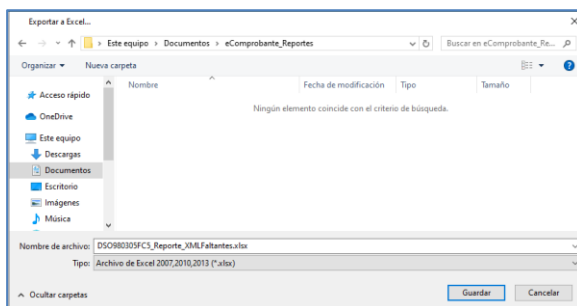 Exportar a Excel...
Este equipo > Documentos > eComprobante_Reportes
Buscar en eComprobante_Re...
Organizar
Nueva carpeta
Nombre
Fecha de modificación
Tipo
Tamaño
Ningún elemento coincide con el criterio de búsqueda.
Acceso rápido
OneDrive
Este equipo
Descargas
Documentos
Escritorio
Imágenes
Música
Nombre de archivo: DSO980305FC5_Reporte_XMLFaltantes.xlsx
Tipo: Archivo de Excel 2007,2010,2013 (*.xlsx)
Ocultar carpetas
Guardar
Cancelar